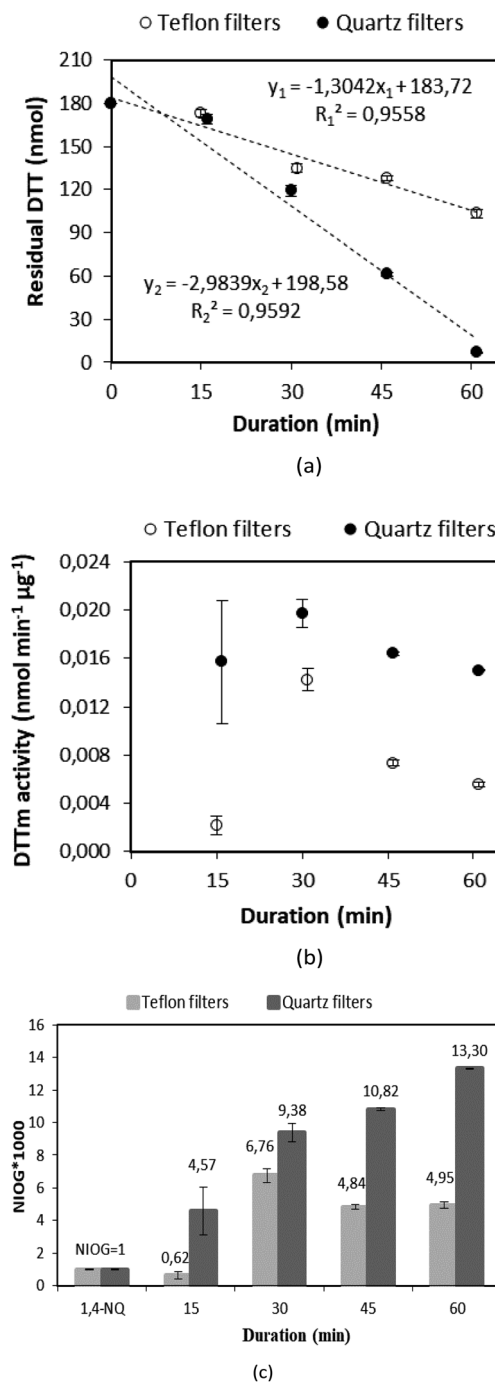 Teflon filters Quartz filters
210
180
150
120
90
60
30
0
Residual DTT (nmol)
y₁ = -1,3042x₁ + 183,72
R₁² = 0,9558
y₂ = -2,9839x₂ + 198,58
R₂² = 0,9592
0 15 30 45 60
Duration (min)
(a)
Teflon filters Quartz filters
0,024
0,020
0,016
0,012
0,008
0,004
0,000
DTTm activity (nmol min⁻¹ µg⁻¹)
0 15 30 45 60
Duration (min)
(b)
Teflon filters Quartz filters
16
14
12
10
8
6
4
2
0
NIOG*1000
NIOG=1
0,62
4,57
6,76
9,38
4,84
10,82
4,95
13,30
1,4-NQ 15 30 45 60
Duration (min)
(c)